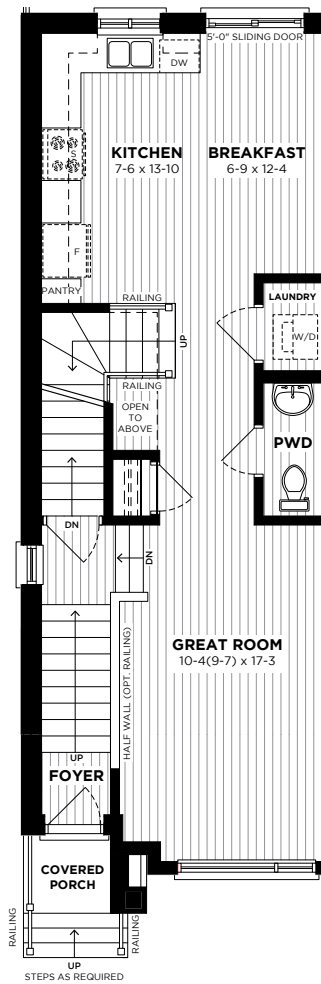 5'-0" SLIDING DOOR
DW
KITCHEN
7-6 x 13-10
BREAKFAST
6-9 x 12-4
S
F
PANTRY
RAILING
LAUNDRY
W/D
UP
RAILING
OPEN
TO
ABOVE
PWD
DN
DN
GREAT ROOM
10-4(9-7) x 17-3
HALF WALL (OPT. RAILING)
UP
FOYER
COVERED
PORCH
RAILING
RAILING
UP
STEPS AS REQUIRED